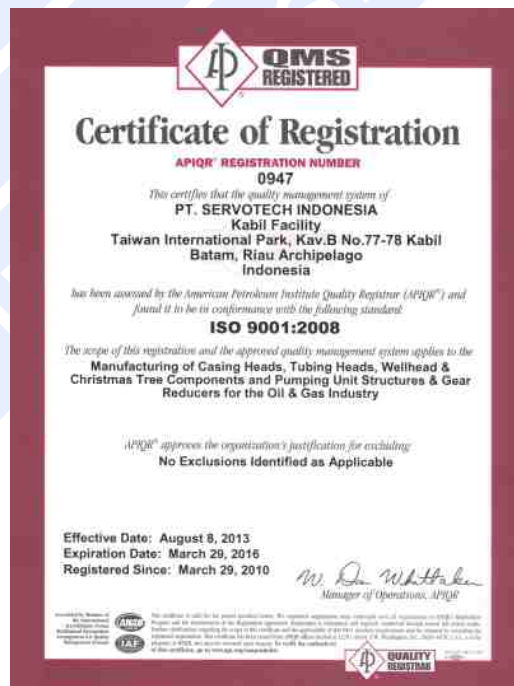 API
QMS
REGISTERED
®
Certificate of Registration
APIQR® REGISTRATION NUMBER
0947
This certifies that the quality management system of
PT. SERVOTECH INDONESIA
Kabil Facility
Taiwan International Park, Kav.B No.77-78 Kabil
Batam, Riau Archipelago
Indonesia
has been assessed by the American Petroleum Institute Quality Registrar (APIQR®) and
found it to be in conformance with the following standard:
ISO 9001:2008
The scope of this registration and the approved quality management system applies to the
Manufacturing of Casing Heads, Tubing Heads, Wellhead &
Christmas Tree Components and Pumping Unit Structures & Gear
Reducers for the Oil & Gas Industry
APIQR® approves the organization's justification for excluding:
No Exclusions Identified as Applicable
Effective Date: August 8, 2013
Expiration Date: March 29, 2016
Registered Since: March 29, 2010
W. Don Whittaker
Manager of Operations, APIQR
ANAB
IAF
API
QUALITY
REGISTRAR